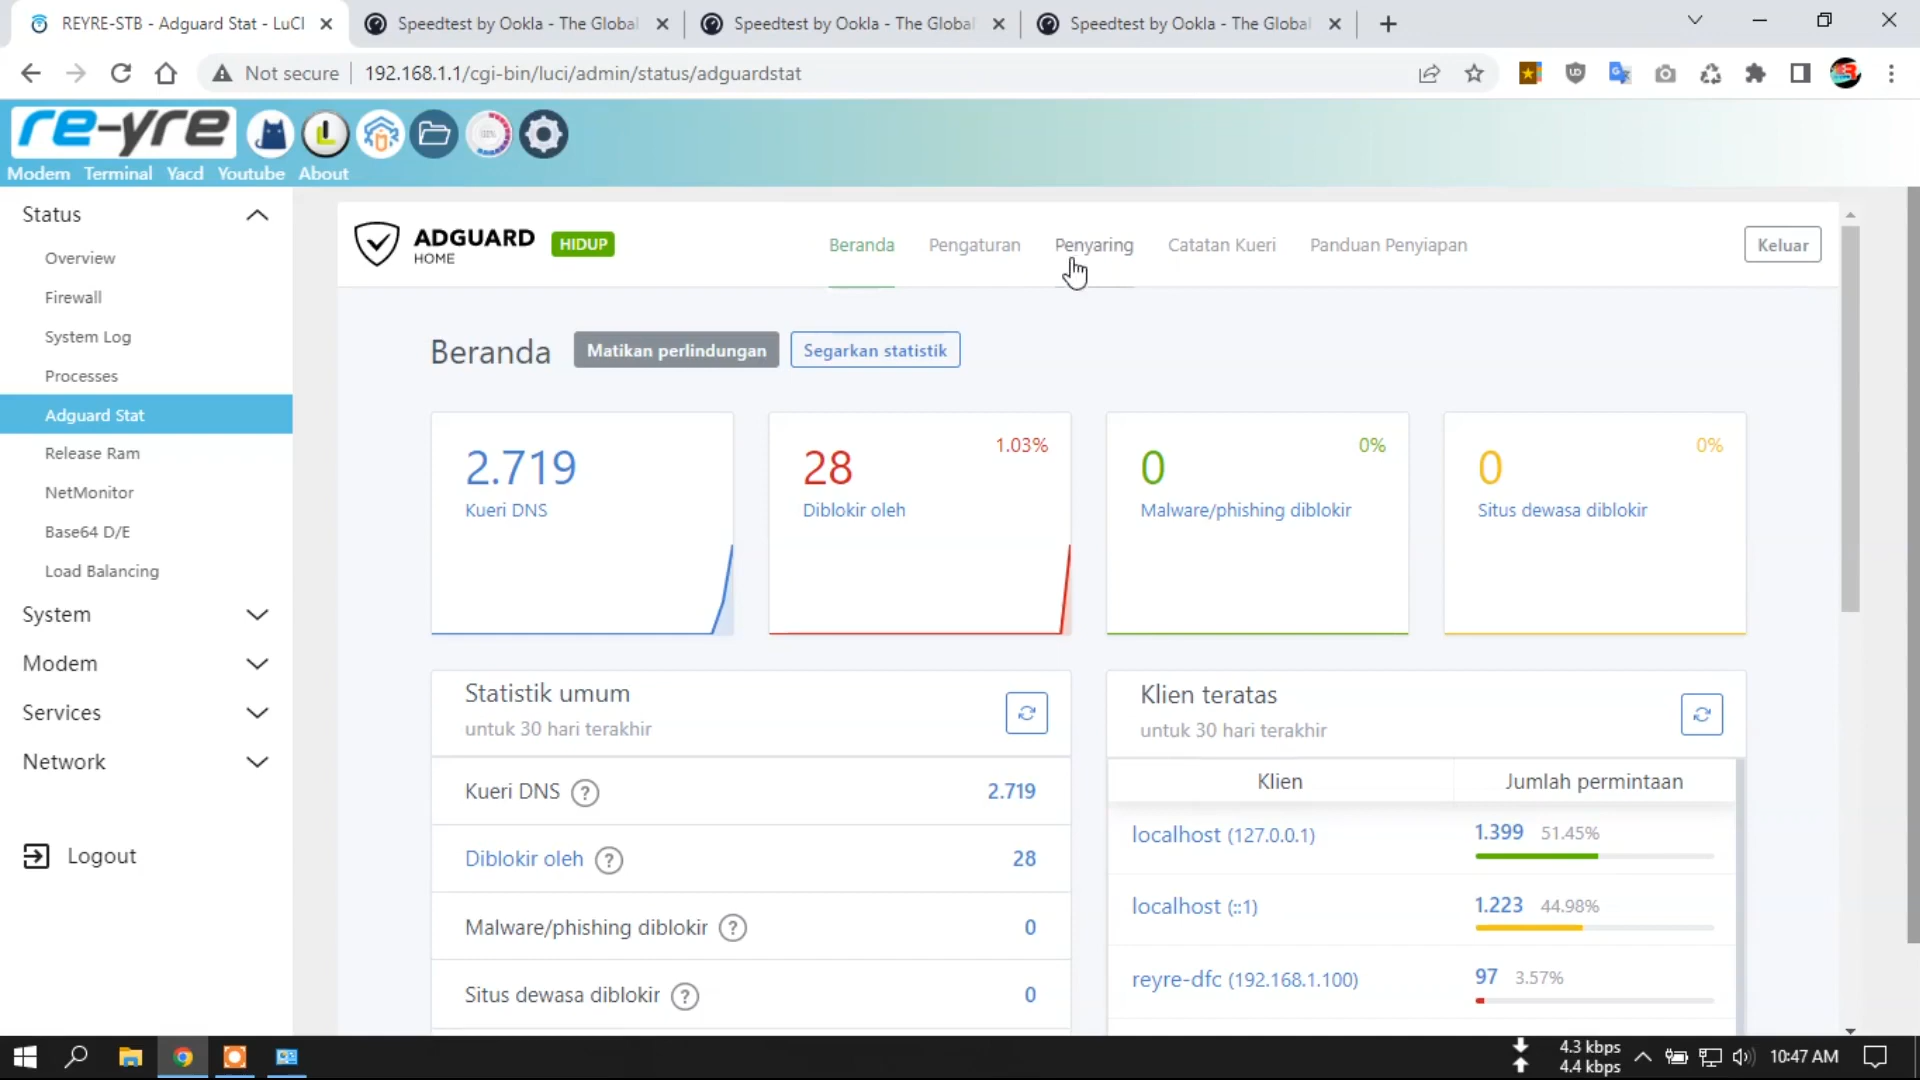 REYRE-STB - Adguard Stat - LuCI
Speedtest by Ookla - The Global
Speedtest by Ookla - The Global
Speedtest by Ookla - The Global
Not secure
192.168.1.1/cgi-bin/luci/admin/status/adguardstat
re-yre
Modem Terminal Yacd Youtube About
Status
Overview
Firewall
System Log
Processes
Adguard Stat
Release Ram
NetMonitor
Base64 D/E
Load Balancing
System
Modem
Services
Network
Logout
ADGUARD
HOME
HIDUP
Beranda
Pengaturan
Penyaring
Catatan Kueri
Panduan Penyiapan
Keluar
Beranda
Matikan perlindungan
Segarkan statistik
2.719
Kueri DNS
28
1.03%
Diblokir oleh
0
0%
Malware/phishing diblokir
0
0%
Situs dewasa diblokir
Statistik umum
untuk 30 hari terakhir
Kueri DNS ? 2.719
Diblokir oleh ? 28
Malware/phishing diblokir ? 0
Situs dewasa diblokir ? 0
Klien teratas
untuk 30 hari terakhir
Klien Jumlah permintaan
localhost (127.0.0.1) 1.399 51.45%
localhost (::1) 1.223 44.98%
reyre-dfc (192.168.1.100) 97 3.57%
4.3 kbps
4.4 kbps
10:47 AM